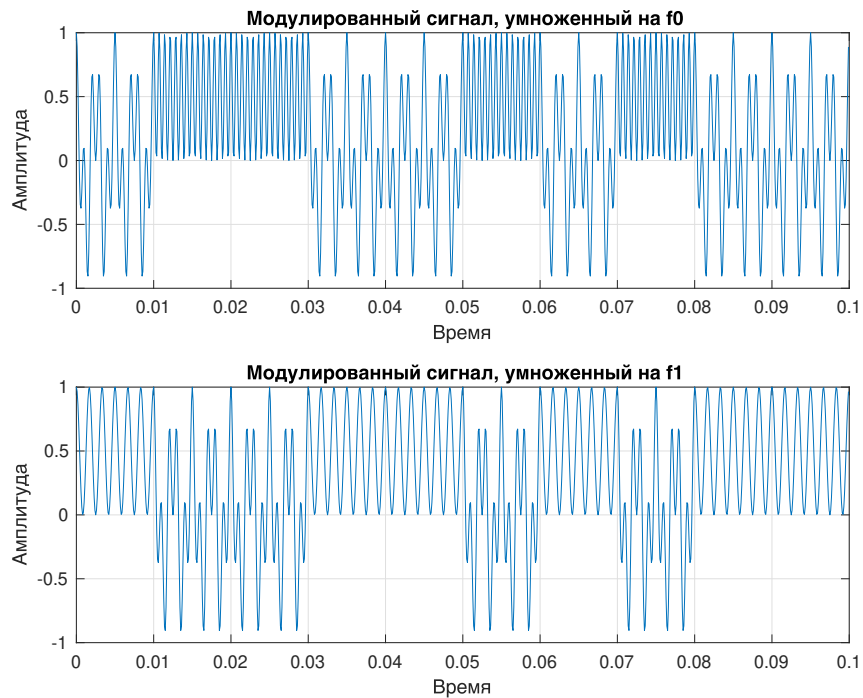 Модулированный сигнал, умноженный на f0
1
0.5
0
-0.5
-1
Амплитуда
0 0.01 0.02 0.03 0.04 0.05 0.06 0.07 0.08 0.09 0.1
Время
Модулированный сигнал, умноженный на f1
1
0.5
0
-0.5
-1
Амплитуда
0 0.01 0.02 0.03 0.04 0.05 0.06 0.07 0.08 0.09 0.1
Время